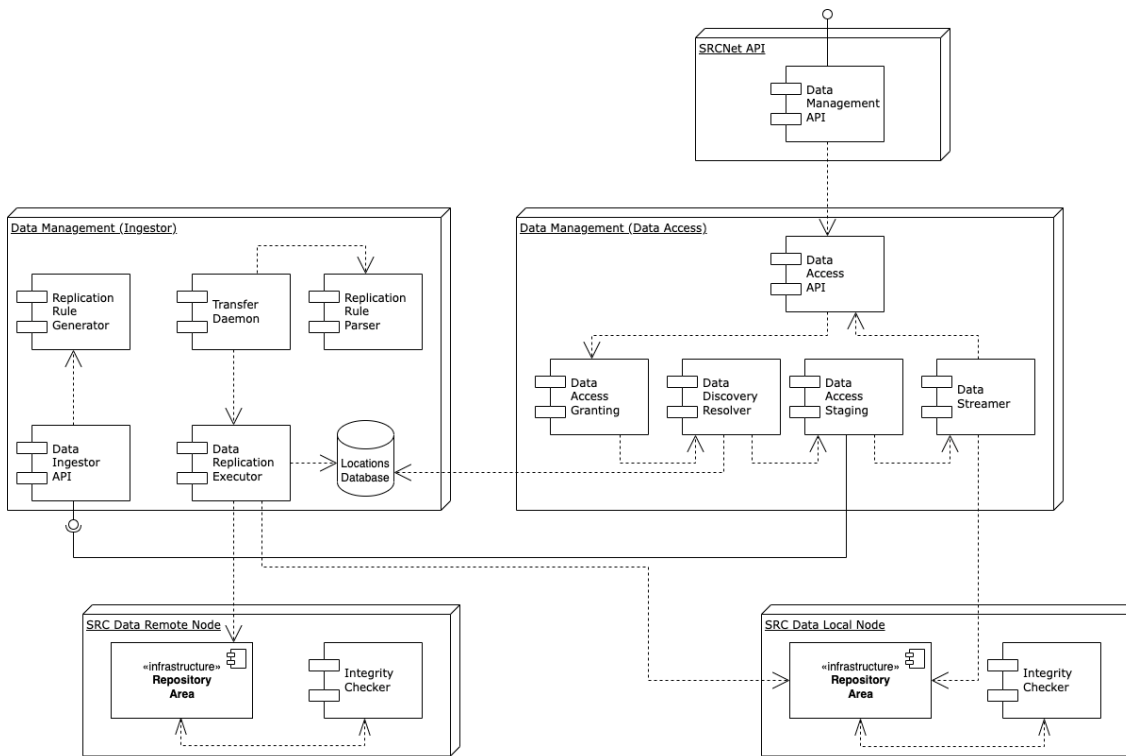 SRCNet API
Data
Management
API
Data Management (Ingestor)
Replication
Rule
Generator
Transfer
Daemon
Replication
Rule
Parser
Data
Ingestor
API
Data
Replication
Executor
Locations
Database
Data Management (Data Access)
Data
Access
API
Data
Access
Granting
Data
Discovery
Resolver
Data
Access
Staging
Data
Streamer
SRC Data Remote Node
«infrastructure»
Repository
Area
Integrity
Checker
SRC Data Local Node
«infrastructure»
Repository
Area
Integrity
Checker